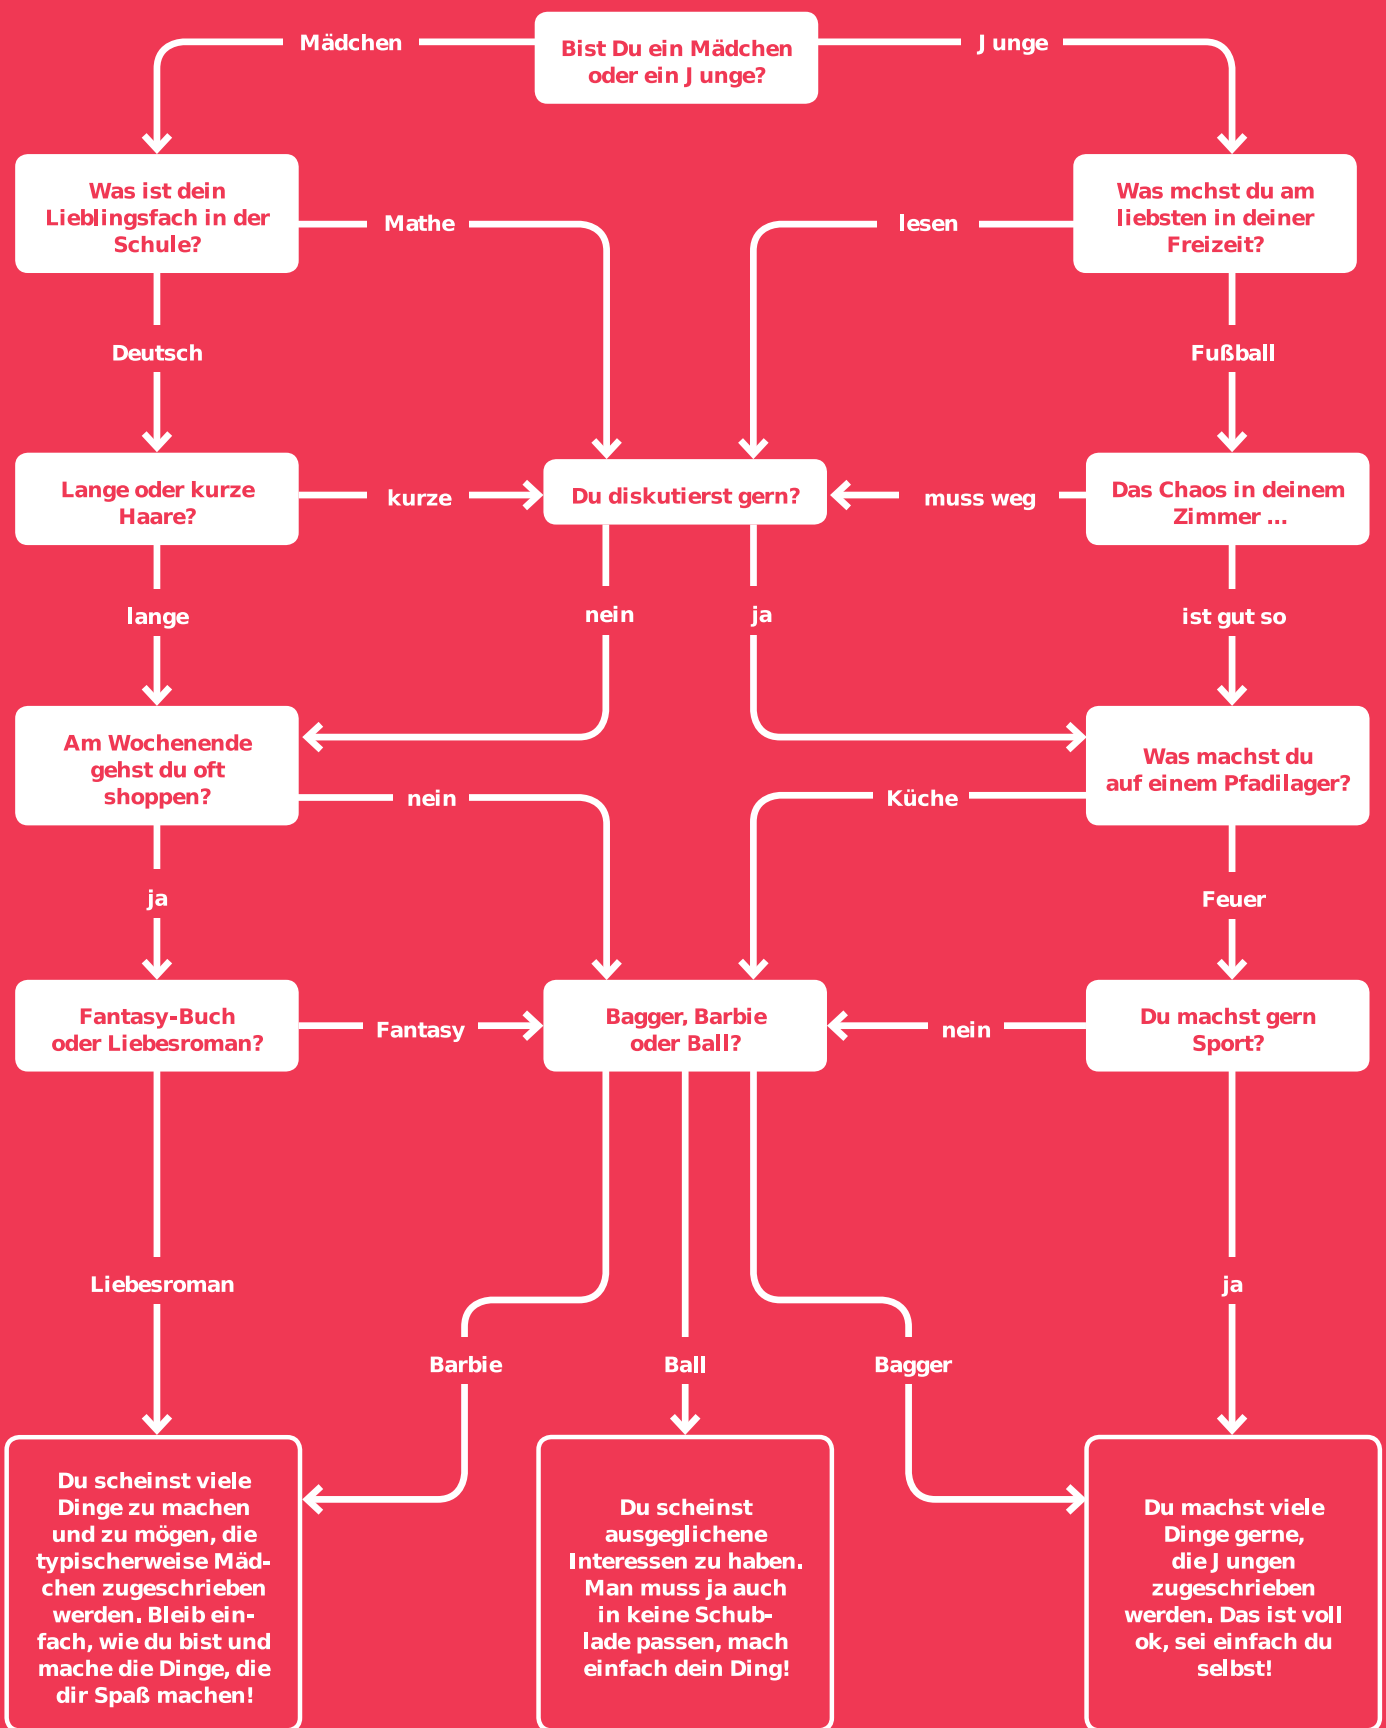 Mädchen
Bist Du ein Mädchen
oder ein Junge?
Junge
Was ist dein
Lieblingsfach in der
Schule?
Mathe
lesen
Was mchst du am
liebsten in deiner
Freizeit?
Deutsch
Fußball
Lange oder kurze
Haare?
kurze
Du diskutierst gern?
muss weg
Das Chaos in deinem
Zimmer ...
lange
nein
ja
ist gut so
Am Wochenende
gehst du oft
shoppen?
nein
Küche
Was machst du
auf einem Pfadilager?
ja
Feuer
Fantasy-Buch
oder Liebesroman?
Fantasy
Bagger, Barbie
oder Ball?
nein
Du machst gern
Sport?
Liebesroman
ja
Barbie
Ball
Bagger
Du scheinst viele
Dinge zu machen
und zu mögen, die
typischerweise Mäd-
chen zugeschrieben
werden. Bleib ein-
fach, wie du bist und
mache die Dinge, die
dir Spaß machen!
Du scheinst
ausgeglichene
Interessen zu haben.
Man muss ja auch
in keine Schub-
lade passen, mach
einfach dein Ding!
Du machst viele
Dinge gerne,
die Jungen
zugeschrieben
werden. Das ist voll
ok, sei einfach du
selbst!